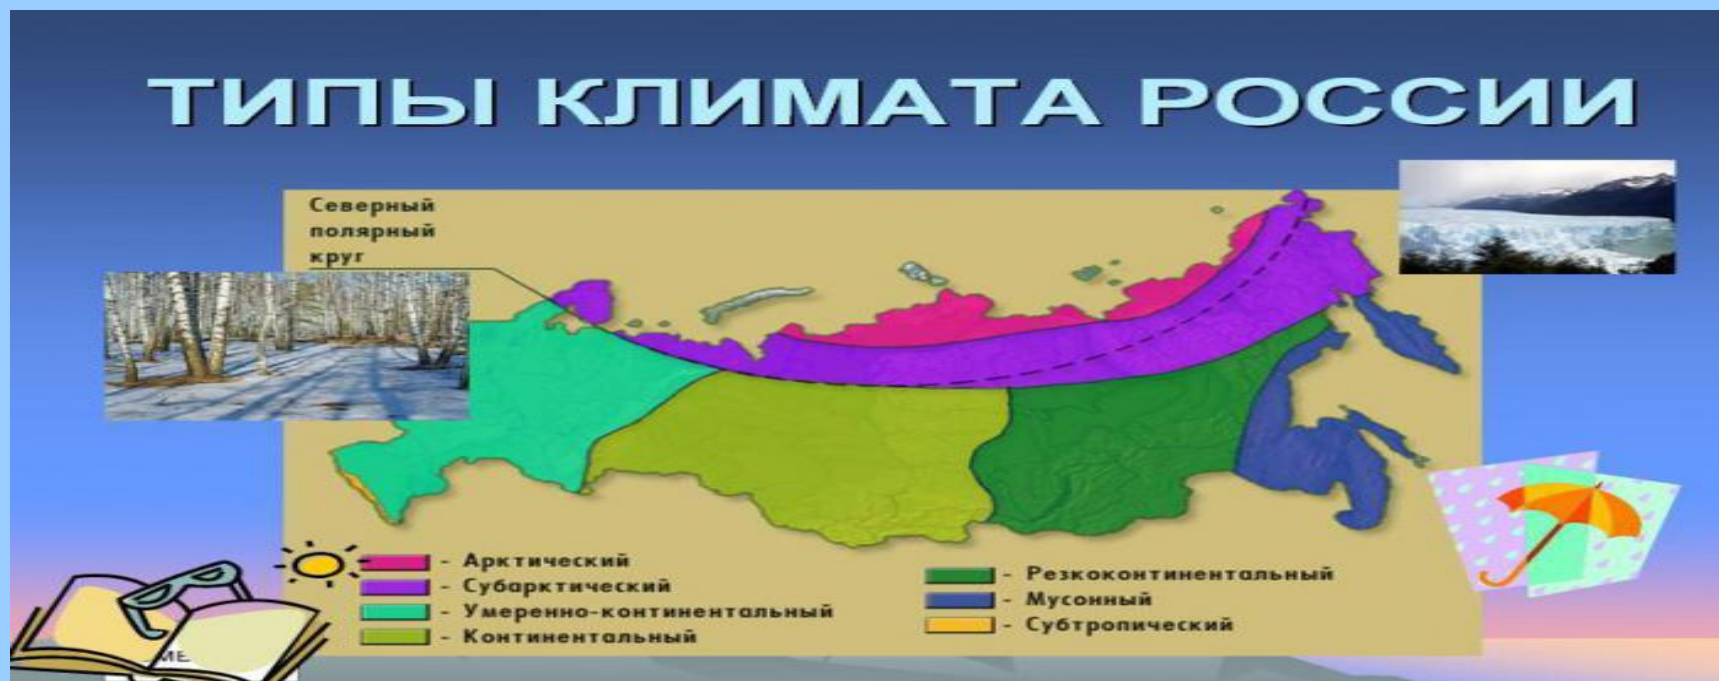 ТИПЫ КЛИМАТА РОССИИ
Северный
полярный
круг
- Арктический
- Субарктический
- Умеренно-континентальный
- Континентальный
- Резкоконтинентальный
- Мусонный
- Субтропический